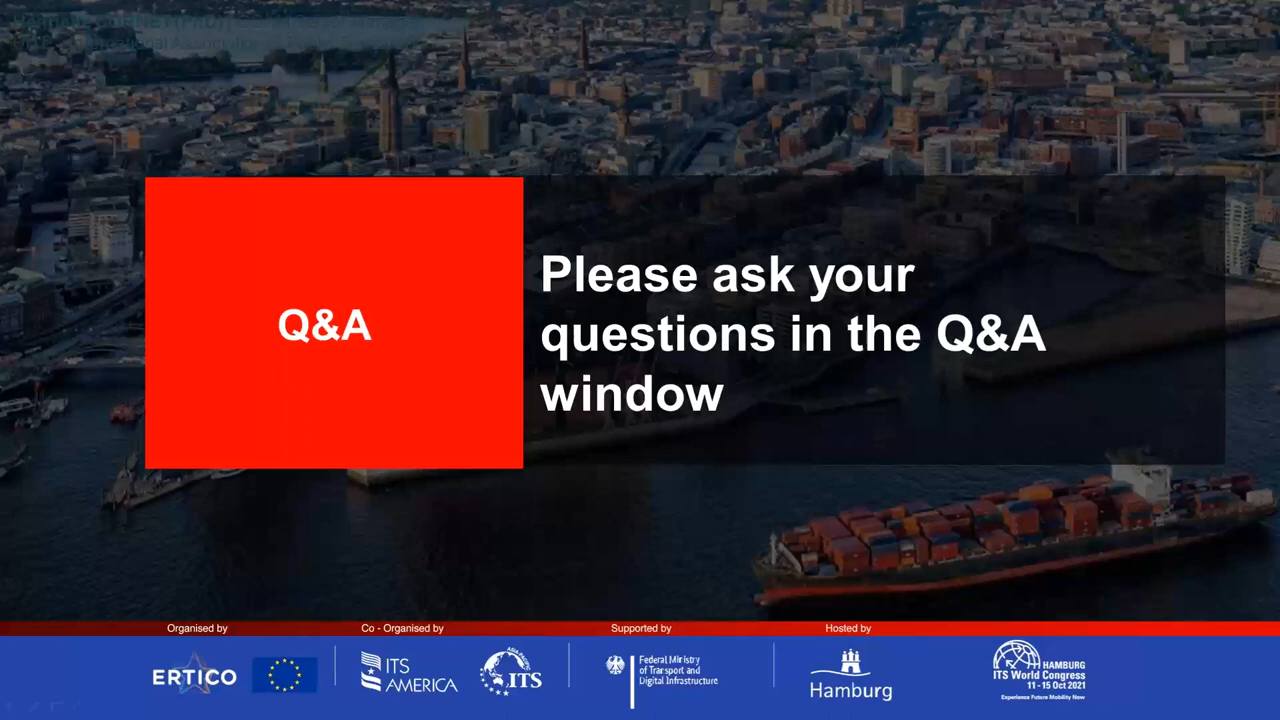 Q&A
Please ask your
questions in the Q&A
window
Organised by
Co - Organised by
Supported by
Hosted by
ERTICO
ITS
AMERICA
ASIA-PACIFIC
ITS
Federal Ministry
of Transport and
Digital Infrastructure
Hamburg
HAMBURG
ITS World Congress
11 - 15 Oct 2021
Experience Future Mobility Now